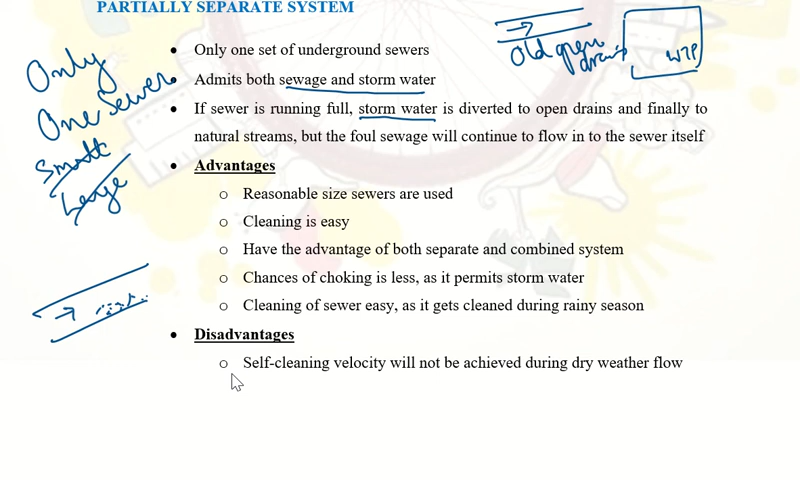 PARTIALLY SEPARATE SYSTEM
• Only one set of underground sewers
• Admits both sewage and storm water
• If sewer is running full, storm water is diverted to open drains and finally to
natural streams, but the foul sewage will continue to flow in to the sewer itself
• Advantages
o Reasonable size sewers are used
o Cleaning is easy
o Have the advantage of both separate and combined system
o Chances of choking is less, as it permits storm water
o Cleaning of sewer easy, as it gets cleaned during rainy season
• Disadvantages
o Self-cleaning velocity will not be achieved during dry weather flow
Only
One Sewer
Small
Large
Old open
drains